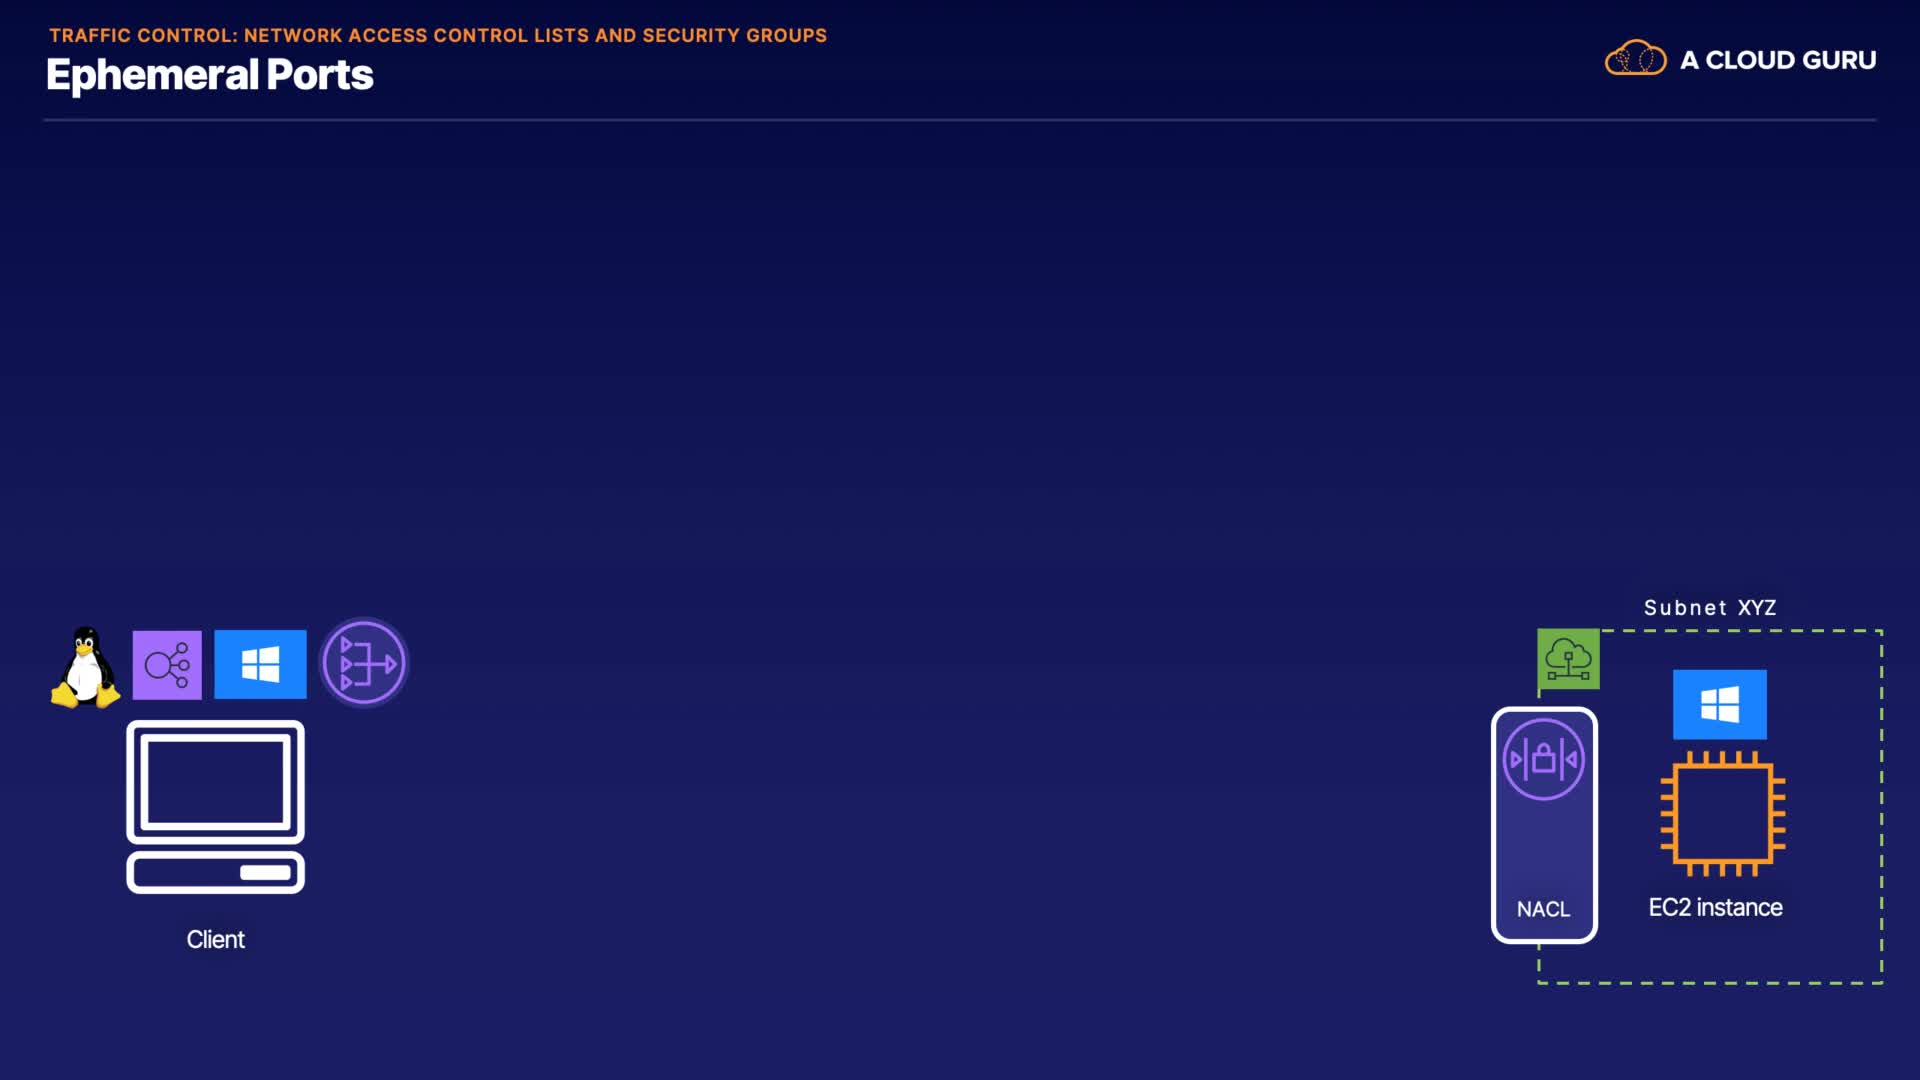 TRAFFIC CONTROL: NETWORK ACCESS CONTROL LISTS AND SECURITY GROUPS
Ephemeral Ports
A CLOUD GURU
Subnet XYZ
NACL
EC2 instance
Client